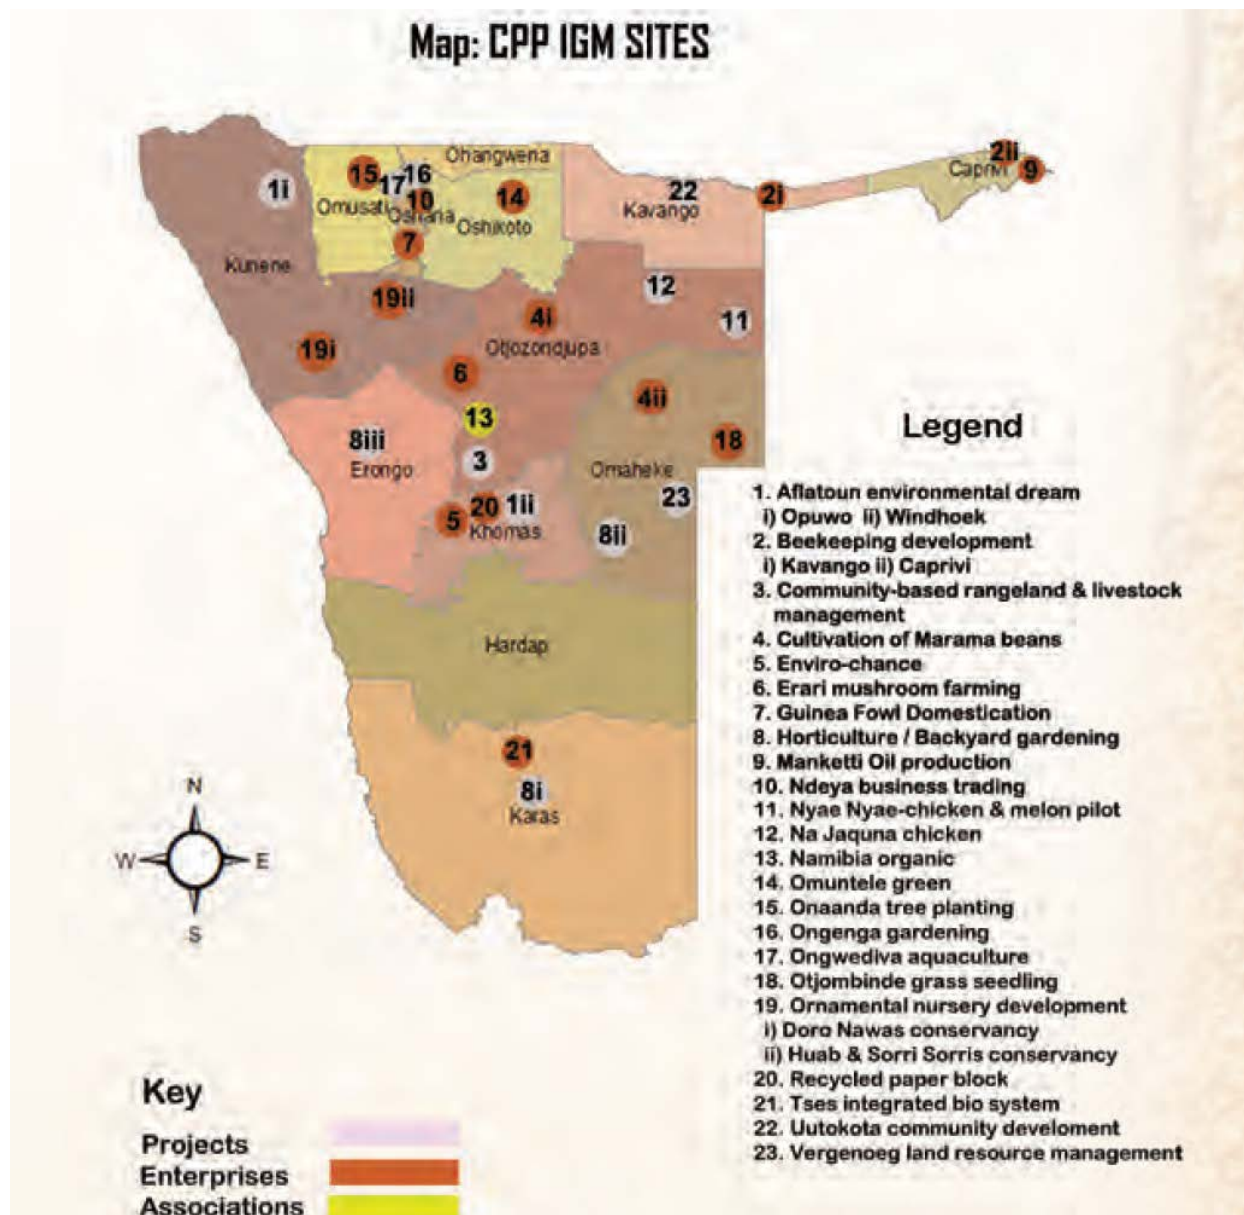 Map: CPP IGM SITES
Ohangwena
2ii
Caprivi
9
15
16
17
1i
10
14
22
2i
Omusati
Oshana
Oshikoto
Kavango
7
Kunene
12
19ii
4i
11
19i
Otjozondjupa
6
4ii
13
8iii
18
Erongo
3
Omaheke
23
20
1ii
5
Khomas
8ii
Hardap
21
8i
Karas
Legend
1. Aflatoun environmental dream
i) Opuwo ii) Windhoek
2. Beekeeping development
i) Kavango ii) Caprivi
3. Community-based rangeland & livestock
management
4. Cultivation of Marama beans
5. Enviro-chance
6. Erari mushroom farming
7. Guinea Fowl Domestication
8. Horticulture / Backyard gardening
9. Manketti Oil production
10. Ndeya business trading
11. Nyae Nyae-chicken & melon pilot
12. Na Jaquna chicken
13. Namibia organic
14. Omuntele green
15. Onaanda tree planting
16. Ongenga gardening
17. Ongwediva aquaculture
18. Otjombinde grass seedling
19. Ornamental nursery development
i) Doro Nawas conservancy
ii) Huab & Sorri Sorris conservancy
20. Recycled paper block
21. Tses integrated bio system
22. Uutokota community develoment
23. Vergenoeg land resource management
N
W
E
S
Key
Projects
Enterprises
Associations